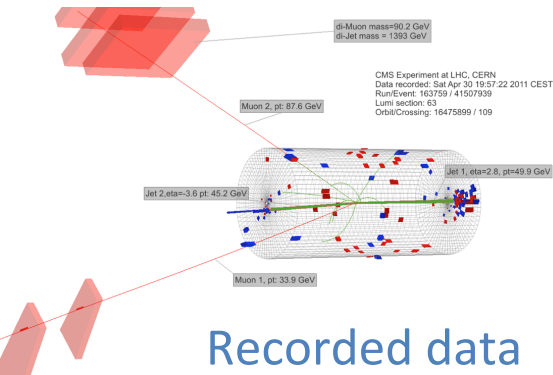 di-Muon mass=90.2 GeV
di-Jet mass = 1393 GeV
CMS Experiment at LHC, CERN
Data recorded: Sat Apr 30 19:57:22 2011 CEST
Run/Event: 163759 / 41507939
Lumi section: 63
Orbit/Crossing: 16475899 / 109
Muon 2, pt: 87.6 GeV
Jet 1, eta=2.8, pt=49.9 GeV
Jet 2,eta=-3.6 pt: 45.2 GeV
Muon 1, pt: 33.9 GeV
Recorded data